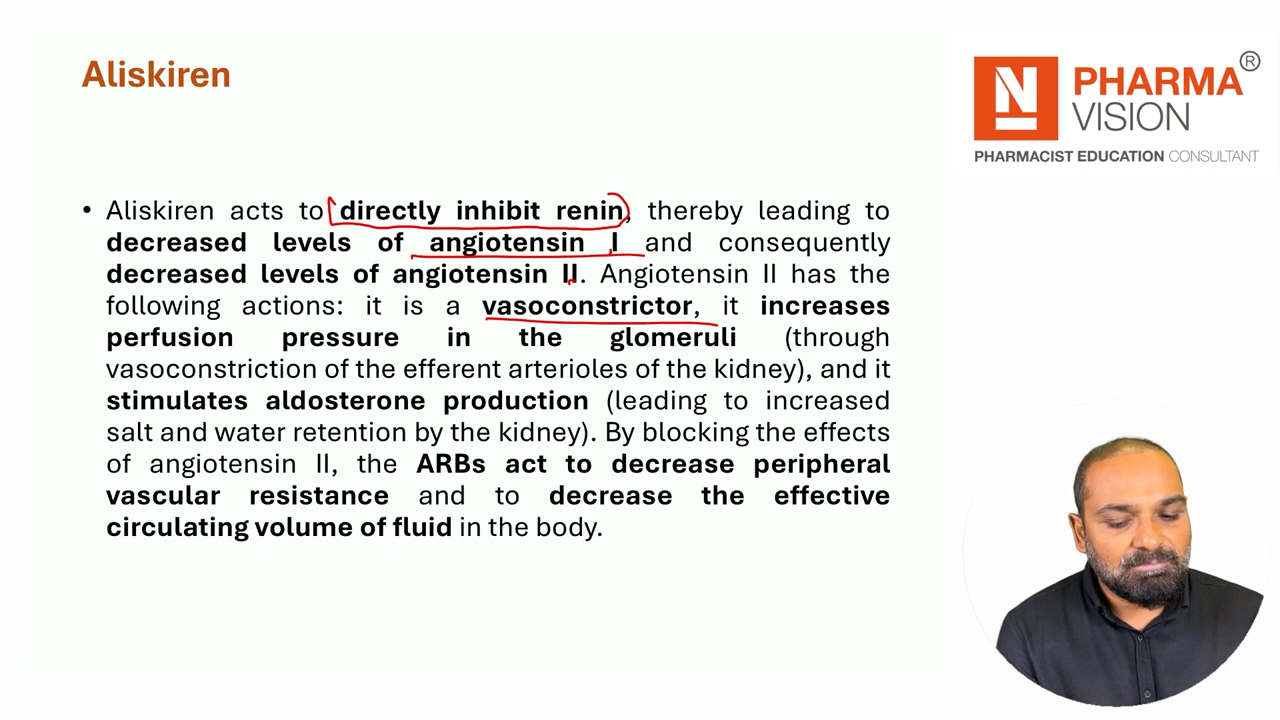 Aliskiren
N PHARMA ®
VISION
PHARMACIST EDUCATION CONSULTANT
• Aliskiren acts to directly inhibit renin, thereby leading to
decreased levels of angiotensin I and consequently
decreased levels of angiotensin II. Angiotensin II has the
following actions: it is a vasoconstrictor, it increases
perfusion pressure in the glomeruli (through
vasoconstriction of the efferent arterioles of the kidney), and it
stimulates aldosterone production (leading to increased
salt and water retention by the kidney). By blocking the effects
of angiotensin II, the ARBs act to decrease peripheral
vascular resistance and to decrease the effective
circulating volume of fluid in the body.